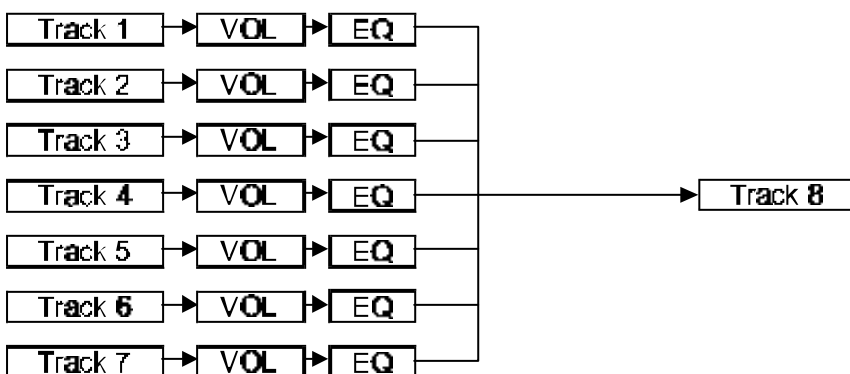 Track 1 VOL EQ
Track 2 VOL EQ
Track 3 VOL EQ
Track 4 VOL EQ Track 8
Track 5 VOL EQ
Track 6 VOL EQ
Track 7 VOL EQ